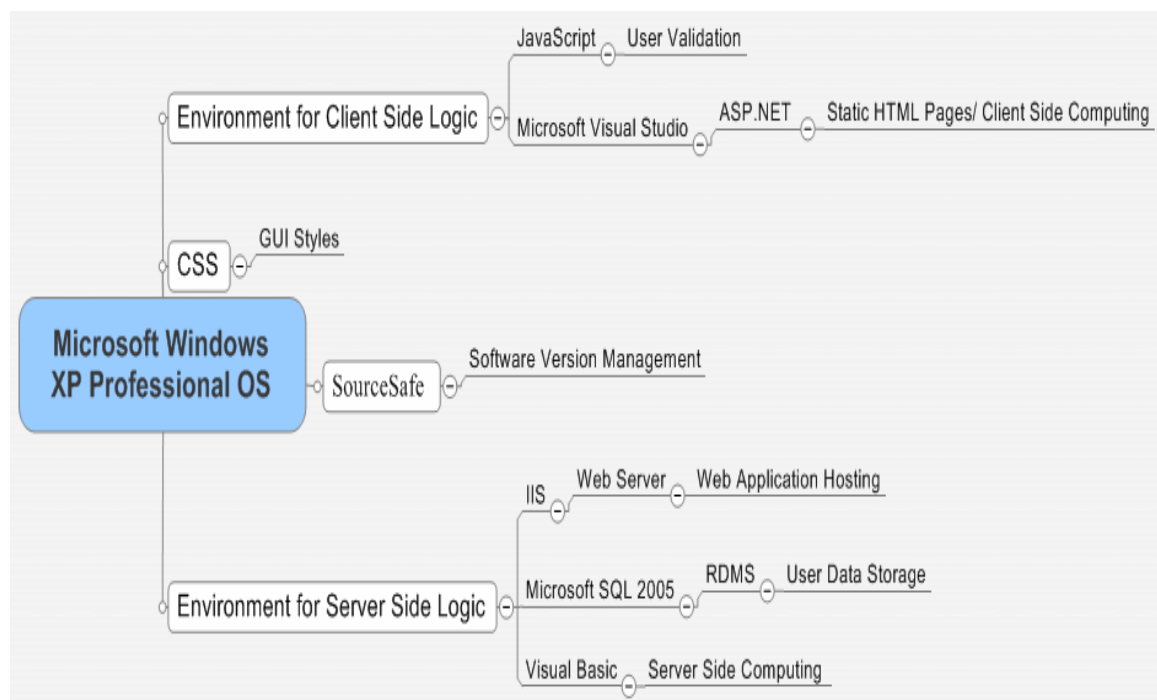 JavaScript
User Validation
Environment for Client Side Logic
Microsoft Visual Studio
ASP.NET
Static HTML Pages/ Client Side Computing
CSS
GUI Styles
Microsoft Windows
XP Professional OS
SourceSafe
Software Version Management
Environment for Server Side Logic
IIS
Web Server
Web Application Hosting
Microsoft SQL 2005
RDMS
User Data Storage
Visual Basic
Server Side Computing